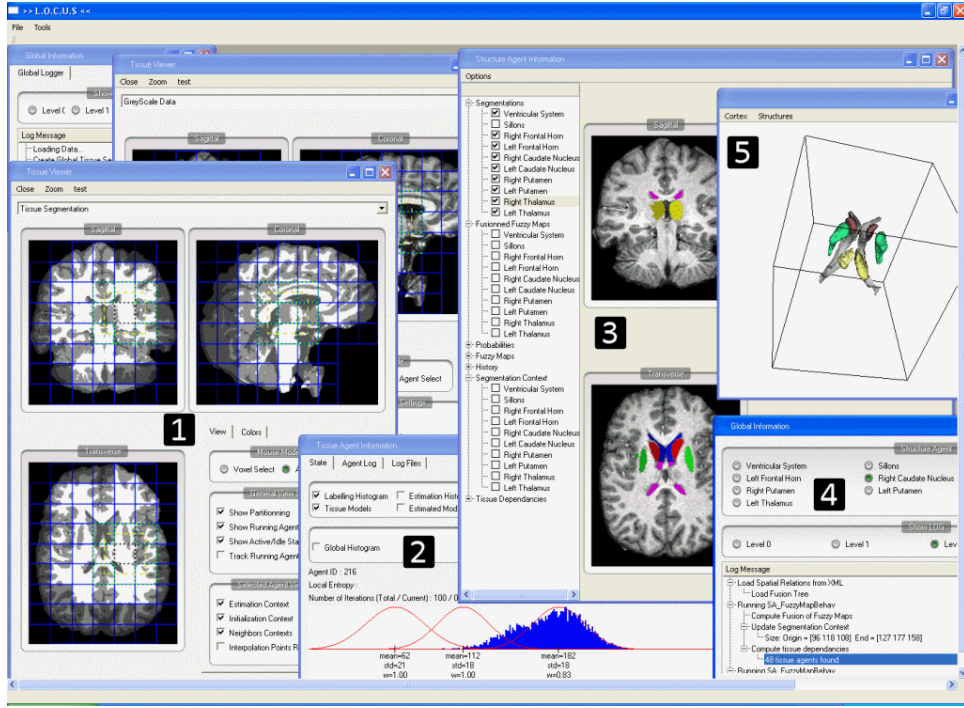 >> L.O.C.U.S <<
File Tools
Global Information
Global Logger
Level 1
Log Message
Loading Data...
Tissue Viewer
Close Zoom test
GreyScale Data
Sagittal
Coronal
Agent Select
Tissue Viewer
Close Zoom test
Tissue Segmentation
Sagittal
Coronal
1
Transverse
View Colors
Voxel Select
Show Partitionning
Show Running Agent
Show Active/Idle Sta
Track Running Agen
Estimation Context
Initialization Context
Neighbors Contexts
Interpolation Points R
Tissue Agent Information
State Agent Log Log Files
Labelling Histogram Estimation Histo
Tissue Models Estimated Mod
Global Histogram
2
Agent ID : 216
Local Entropy :
Number of Iterations (Total / Current) : 100 / 0
mean=62 mean=112 mean=182
std=21 std=18 std=18
w=1.00 w=1.00 w=0.83
Structure Agent Information
Options
Segmentations
Ventricular System
Sillons
Right Frontal Horn
Left Frontal Horn
Right Caudate Nucleus
Left Caudate Nucleus
Right Putamen
Left Putamen
Right Thalamus
Left Thalamus
Fusionned Fuzzy Maps
Ventricular System
Sillons
Right Frontal Horn
Left Frontal Horn
Right Caudate Nucleus
Left Caudate Nucleus
Right Putamen
Left Putamen
Right Thalamus
Left Thalamus
Probabilities
Fuzzy Maps
History
Segmentation Context
Ventricular System
Sillons
Right Frontal Horn
Left Frontal Horn
Right Caudate Nucleus
Left Caudate Nucleus
Right Putamen
Left Putamen
Right Thalamus
Left Thalamus
Tissue Dependancies
Sagittal
3
Transverse
Cortex Structures
5
Global Information
Structure Agent
Ventricular System Sillons
Left Frontal Horn Right Caudate Nucleus
Right Putamen Left Putamen
Left Thalamus
4
Show LOG
Level 0 Level 1 Lev
Log Message
Load Spatial Relations from XML
Load Fusion Tree
Running SA_FuzzyMapBehav
Compute Fusion of Fuzzy Maps
Update Segmentation Context
Size: Origin = [96 118 108] End = [127 177 158]
Compute tissue dependancies
46 tissue agents found
Running SA_FuzzyMapBehav